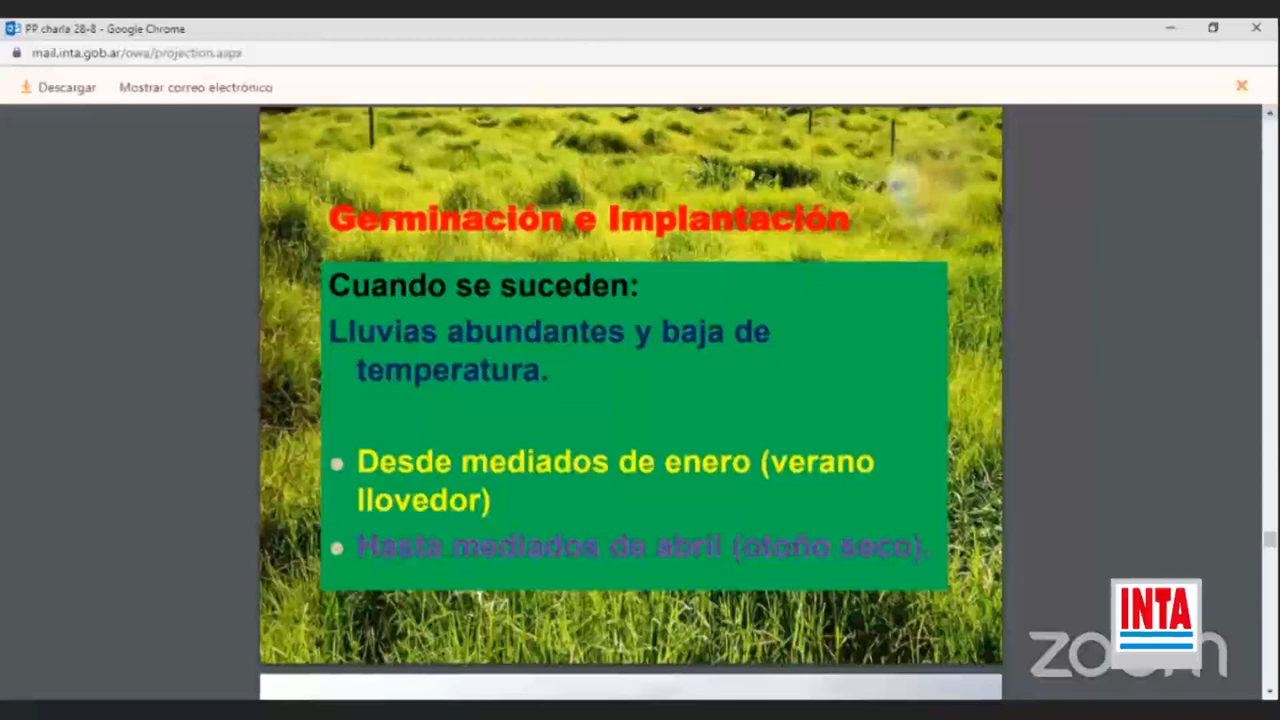 PP charla 28-8 - Google Chrome
mail.inta.gob.ar/owa/projection.aspx
Descargar Mostrar correo electrónico
Germinación e Implantación
Cuando se suceden:
Lluvias abundantes y baja de
temperatura.
Desde mediados de enero (verano
llovedor)
Hasta mediados de abril (otoño seco).
INTA
zoom